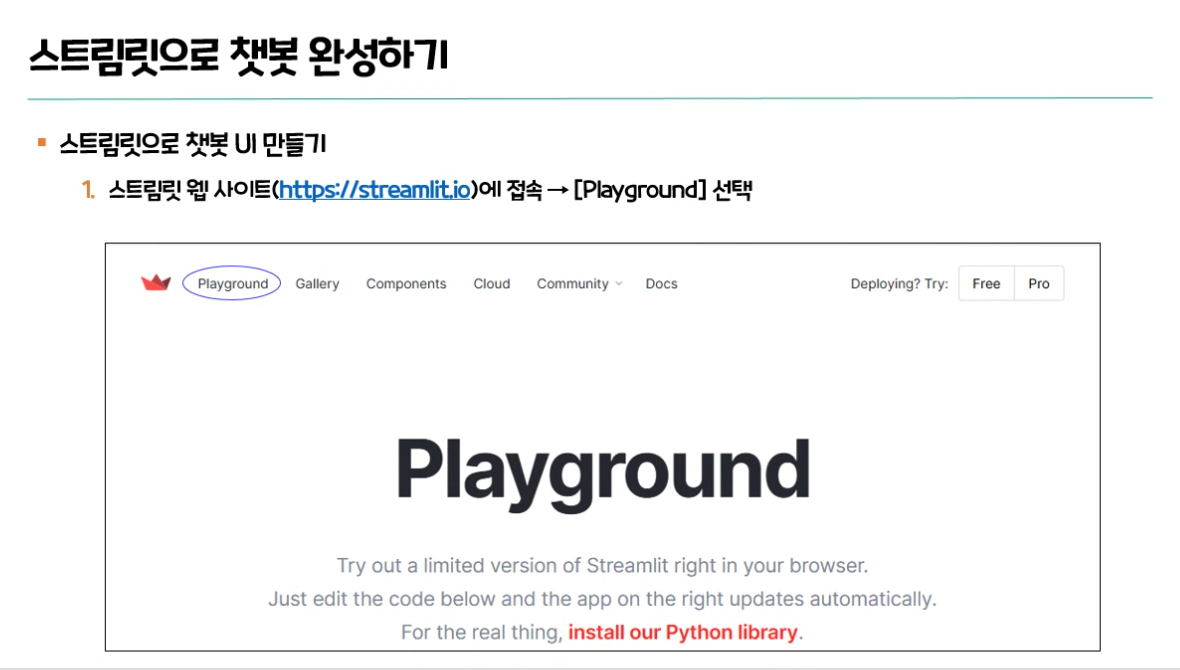 스트림릿으로 챗봇 완성하기
▪ 스트림릿으로 챗봇 UI 만들기
1. 스트림릿 웹 사이트(https://streamlit.io)에 접속 → [Playground] 선택
Playground Gallery Components Cloud Community Docs Deploying? Try: Free Pro
Playground
Try out a limited version of Streamlit right in your browser.
Just edit the code below and the app on the right updates automatically.
For the real thing, install our Python library.